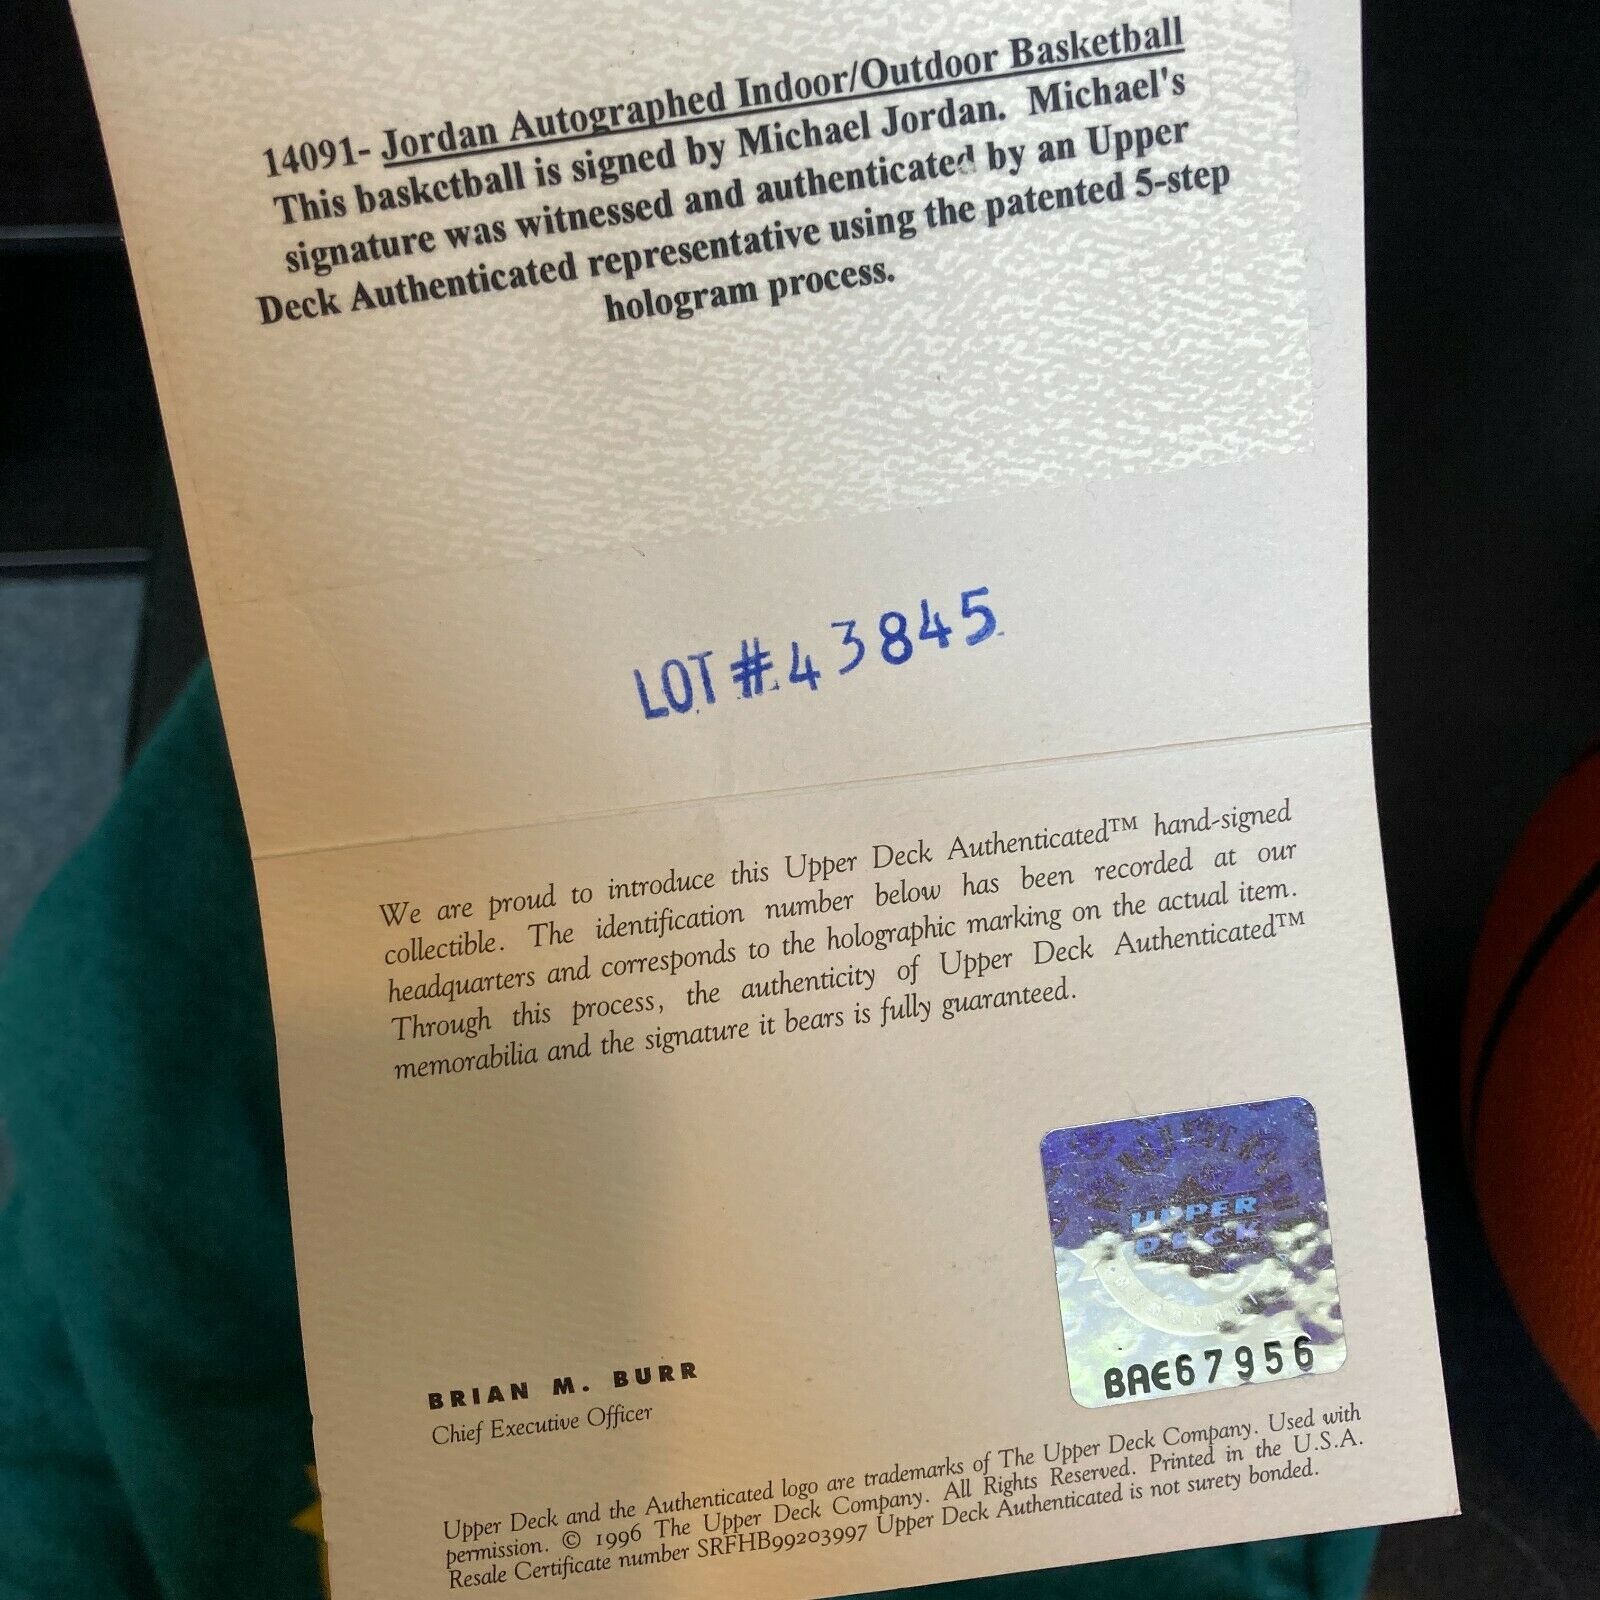 14091- Jordan Autographed Indoor/Outdoor Basketball
This basketball is signed by Michael Jordan. Michael's
signature was witnessed and authenticated by an Upper
Deck Authenticated representative using the patented 5-step
hologram process.
LOT #43845
We are proud to introduce this Upper Deck Authenticated™ hand-signed
collectible. The identification number below has been recorded at our
headquarters and corresponds to the holographic marking on the actual item.
Through this process, the authenticity of Upper Deck Authenticated™
memorabilia and the signature it bears is fully guaranteed.
UPPER
DECK
BAE67956
BRIAN M. BURR
Chief Executive Officer
Upper Deck and the Authenticated logo are trademarks of The Upper Deck Company. Used with
permission. © 1996 The Upper Deck Company. All Rights Reserved. Printed in the U.S.A.
Resale Certificate number SRFHB99203997 Upper Deck Authenticated is not surety bonded.